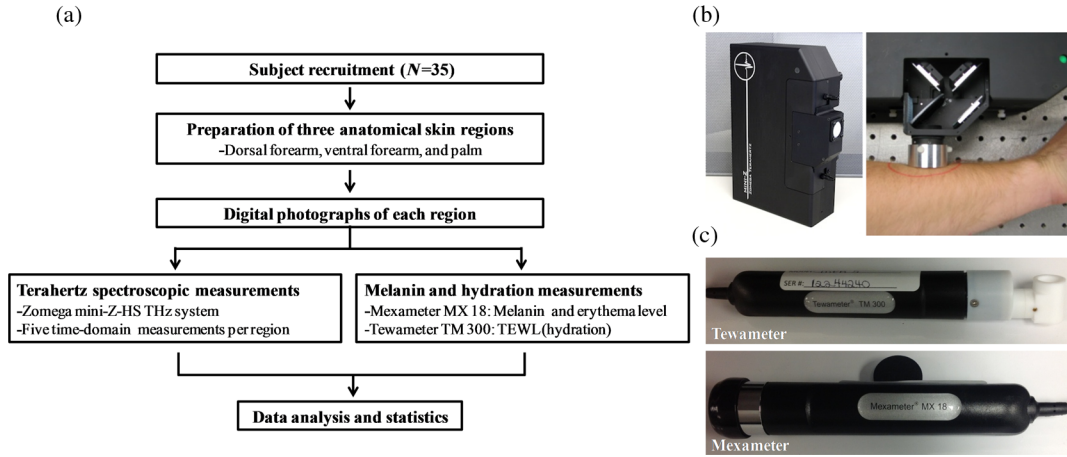 (a)
Subject recruitment (N=35)
Preparation of three anatomical skin regions
-Dorsal forearm, ventral forearm, and palm
Digital photographs of each region
Terahertz spectroscopic measurements
-Zomega mini-Z-HS THz system
-Five time-domain measurements per region
Melanin and hydration measurements
-Mexameter MX 18: Melanin and erythema level
-Tewameter TM 300: TEWL(hydration)
Data analysis and statistics
(b)
MINI-Z
ZOMEGA TERAHERTZ
(c)
SER #:
Tewameter® TM 300
Tewameter
Mexameter® MX 18
Mexameter